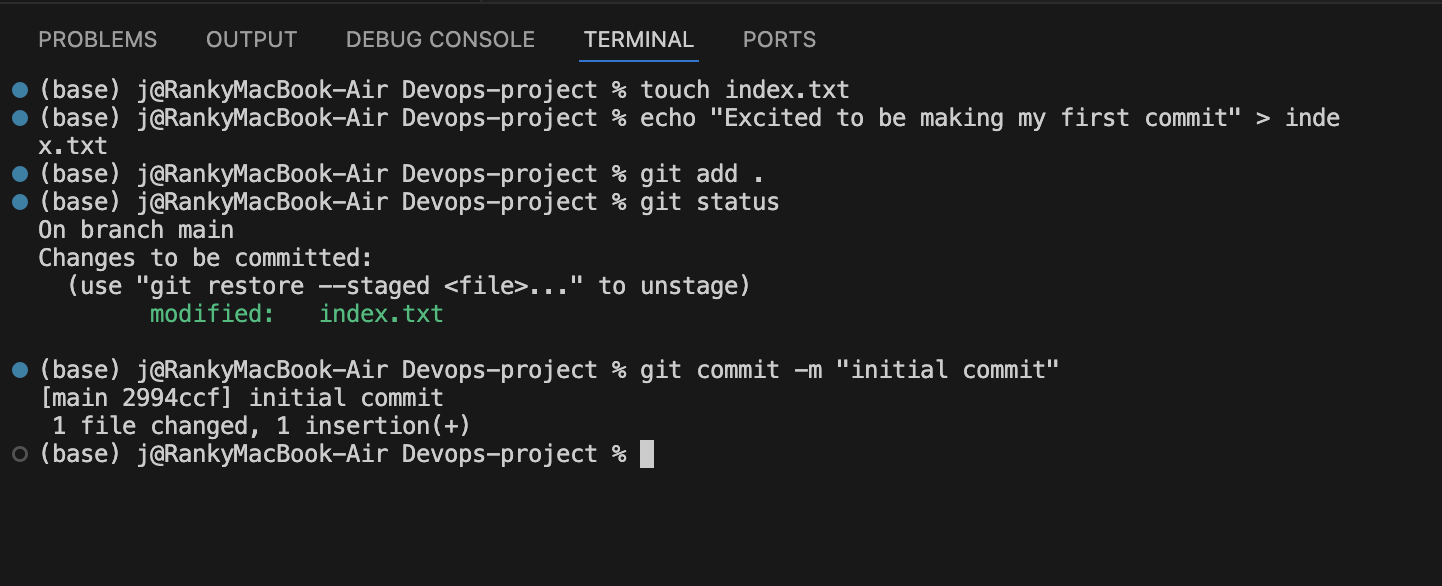 PROBLEMS OUTPUT DEBUG CONSOLE TERMINAL PORTS
(base) j@RankyMacBook-Air Devops-project % touch index.txt
(base) j@RankyMacBook-Air Devops-project % echo "Excited to be making my first commit" > inde
x.txt
(base) j@RankyMacBook-Air Devops-project % git add .
(base) j@RankyMacBook-Air Devops-project % git status
On branch main
Changes to be committed:
  (use "git restore --staged <file>..." to unstage)
        modified:   index.txt

(base) j@RankyMacBook-Air Devops-project % git commit -m "initial commit"
[main 2994ccf] initial commit
 1 file changed, 1 insertion(+)
(base) j@RankyMacBook-Air Devops-project %